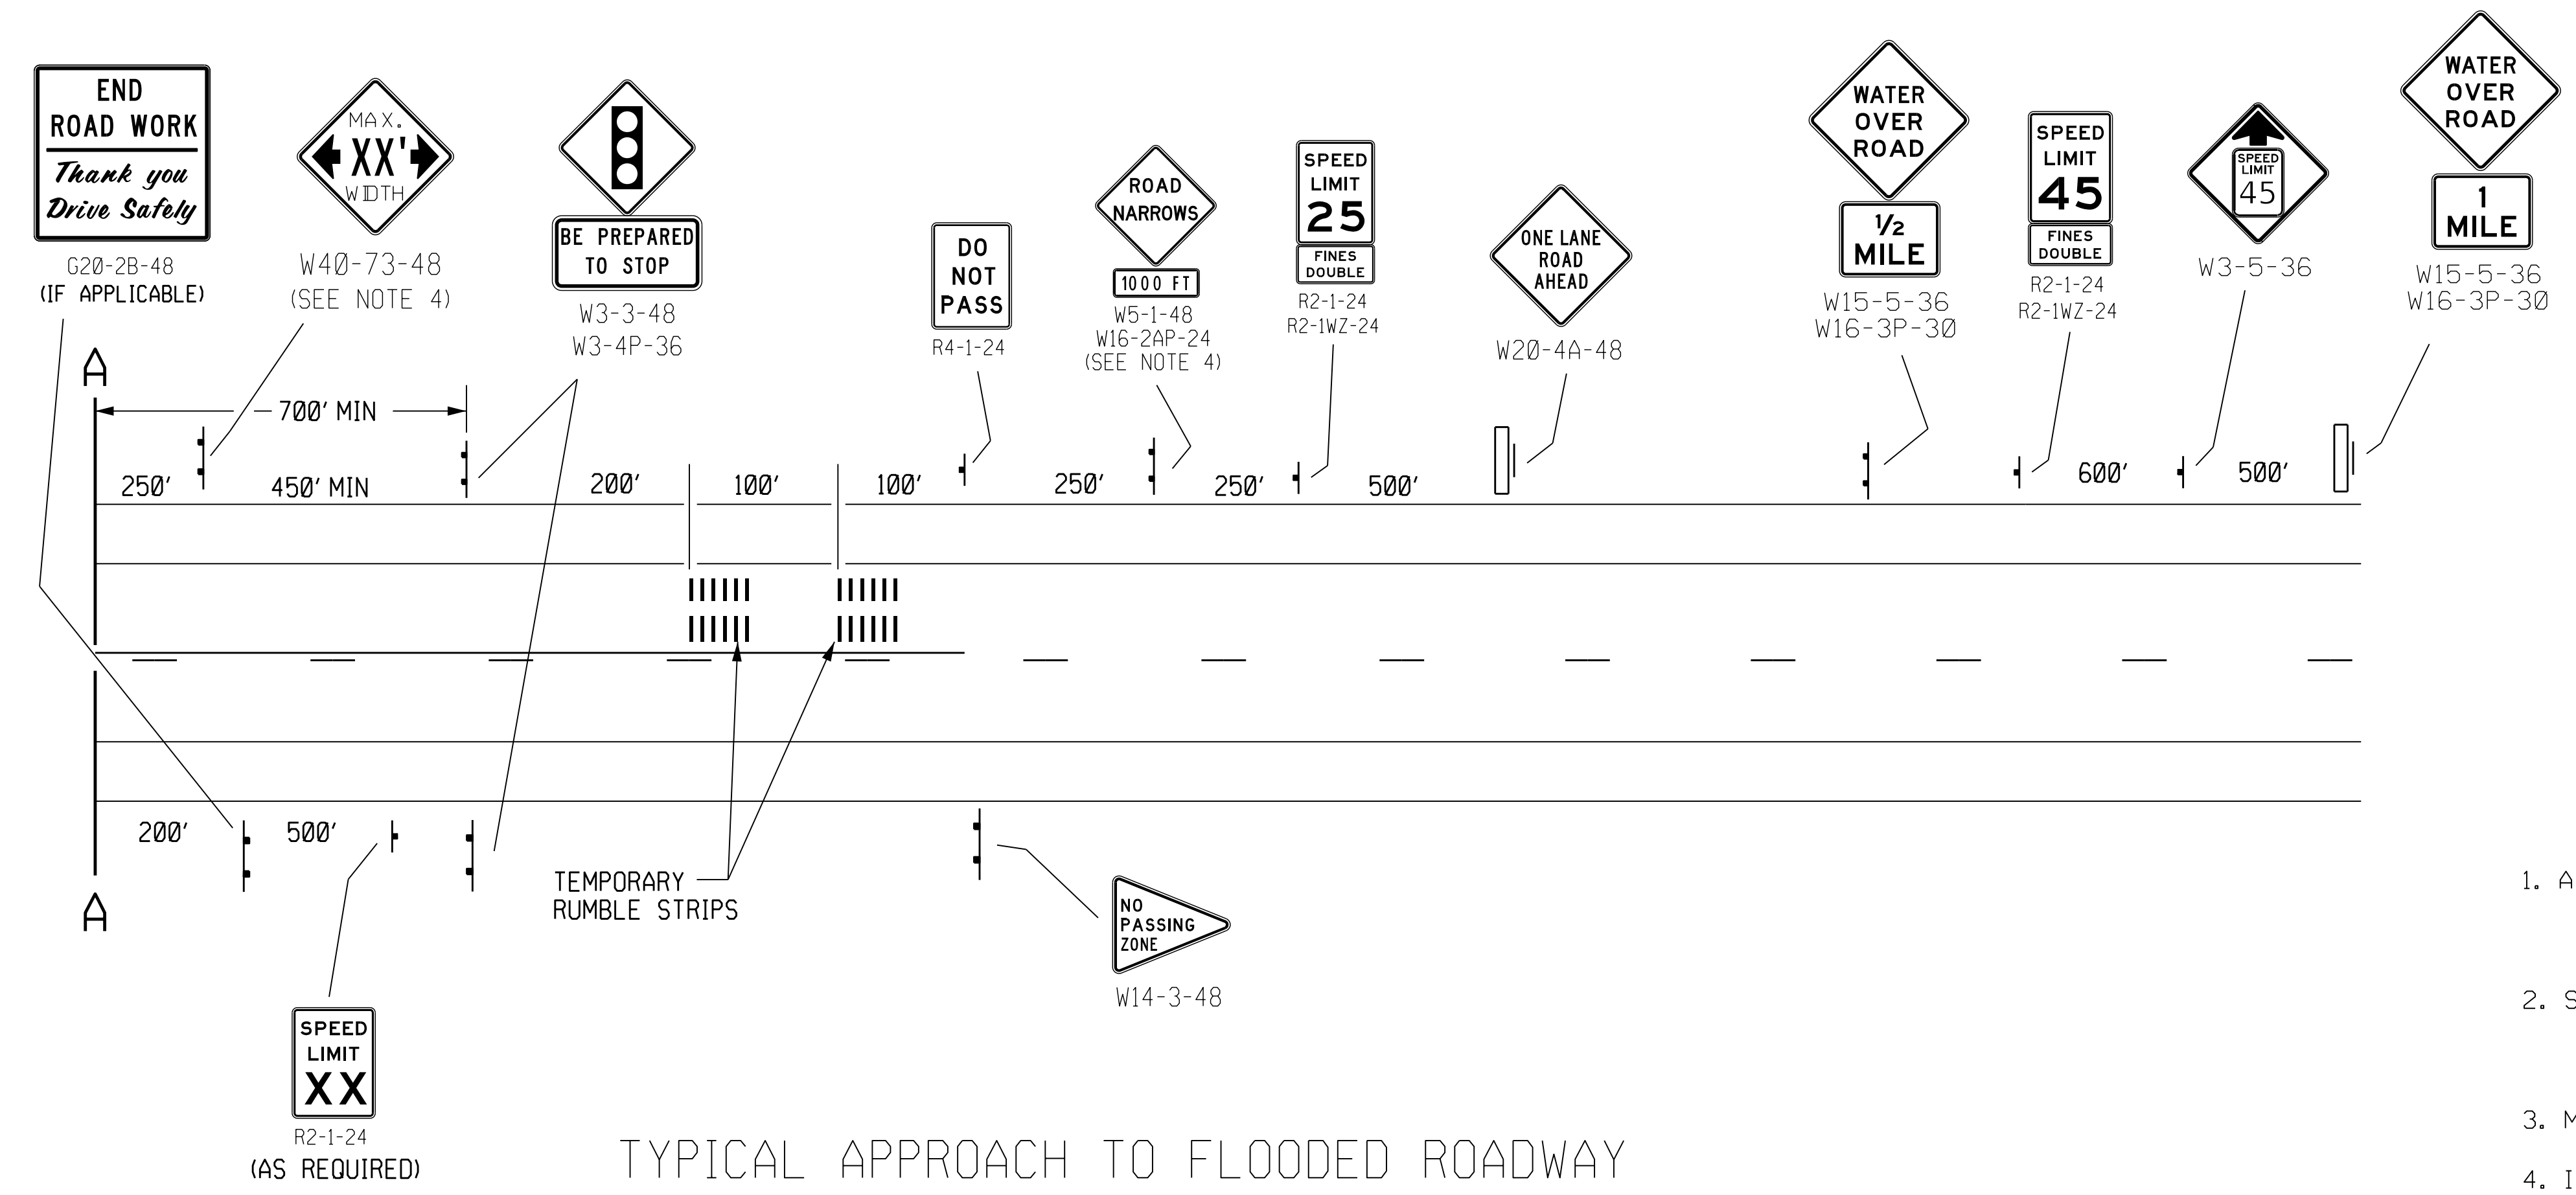 END
ROAD WORK
Thank you
Drive Safely
G20-2B-48
(IF APPLICABLE)
MAX.
XX'
WIDTH
W40-73-48
(SEE NOTE 4)
BE PREPARED
TO STOP
W3-3-48
W3-4P-36
DO
NOT
PASS
R4-1-24
ROAD
NARROWS
1000 FT
W5-1-48
W16-2AP-24
(SEE NOTE 4)
SPEED
LIMIT
25
FINES
DOUBLE
R2-1-24
R2-1WZ-24
ONE LANE
ROAD
AHEAD
W20-4A-48
WATER
OVER
ROAD
1/2
MILE
W15-5-36
W16-3P-30
SPEED
LIMIT
45
FINES
DOUBLE
R2-1-24
R2-1WZ-24
SPEED
LIMIT
45
W3-5-36
WATER
OVER
ROAD
1
MILE
W15-5-36
W16-3P-30
A
700' MIN
250' 450' MIN 200' 100' 100' 250' 250' 500' 600' 500'
200' 500'
A
TEMPORARY
RUMBLE STRIPS
NO
PASSING
ZONE
W14-3-48
SPEED
LIMIT
XX
R2-1-24
(AS REQUIRED)
TYPICAL APPROACH TO FLOODED ROADWAY
1. A
2. S
3. M
4. I